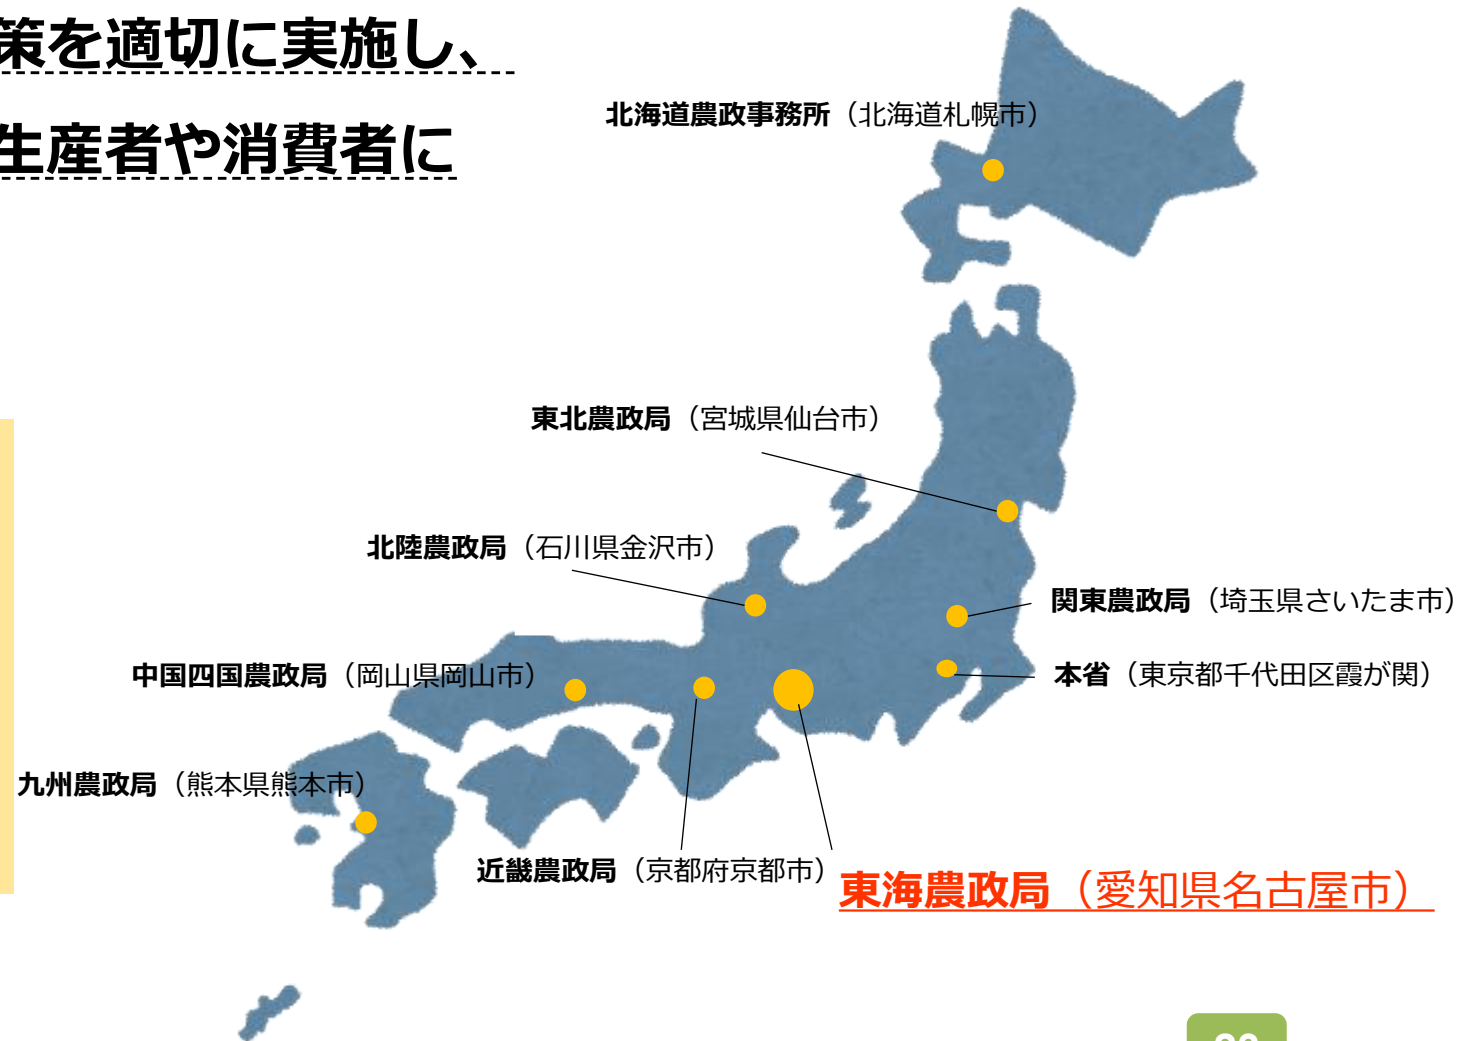 策を適切に実施し、
生産者や消費者に
北海道農政事務所（北海道札幌市）
東北農政局（宮城県仙台市）
北陸農政局（石川県金沢市）
関東農政局（埼玉県さいたま市）
中国四国農政局（岡山県岡山市）
本省（東京都千代田区霞が関）
九州農政局（熊本県熊本市）
近畿農政局（京都府京都市）
東海農政局（愛知県名古屋市）